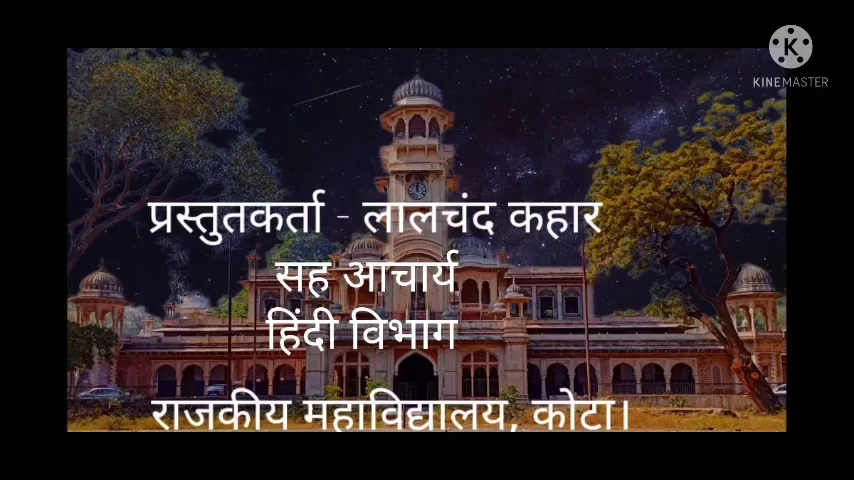 KINEMASTER
प्रस्तुतकर्ता - लालचंद कहार
सह आचार्य
हिंदी विभाग
राजकीय महाविद्यालय, कोटा।